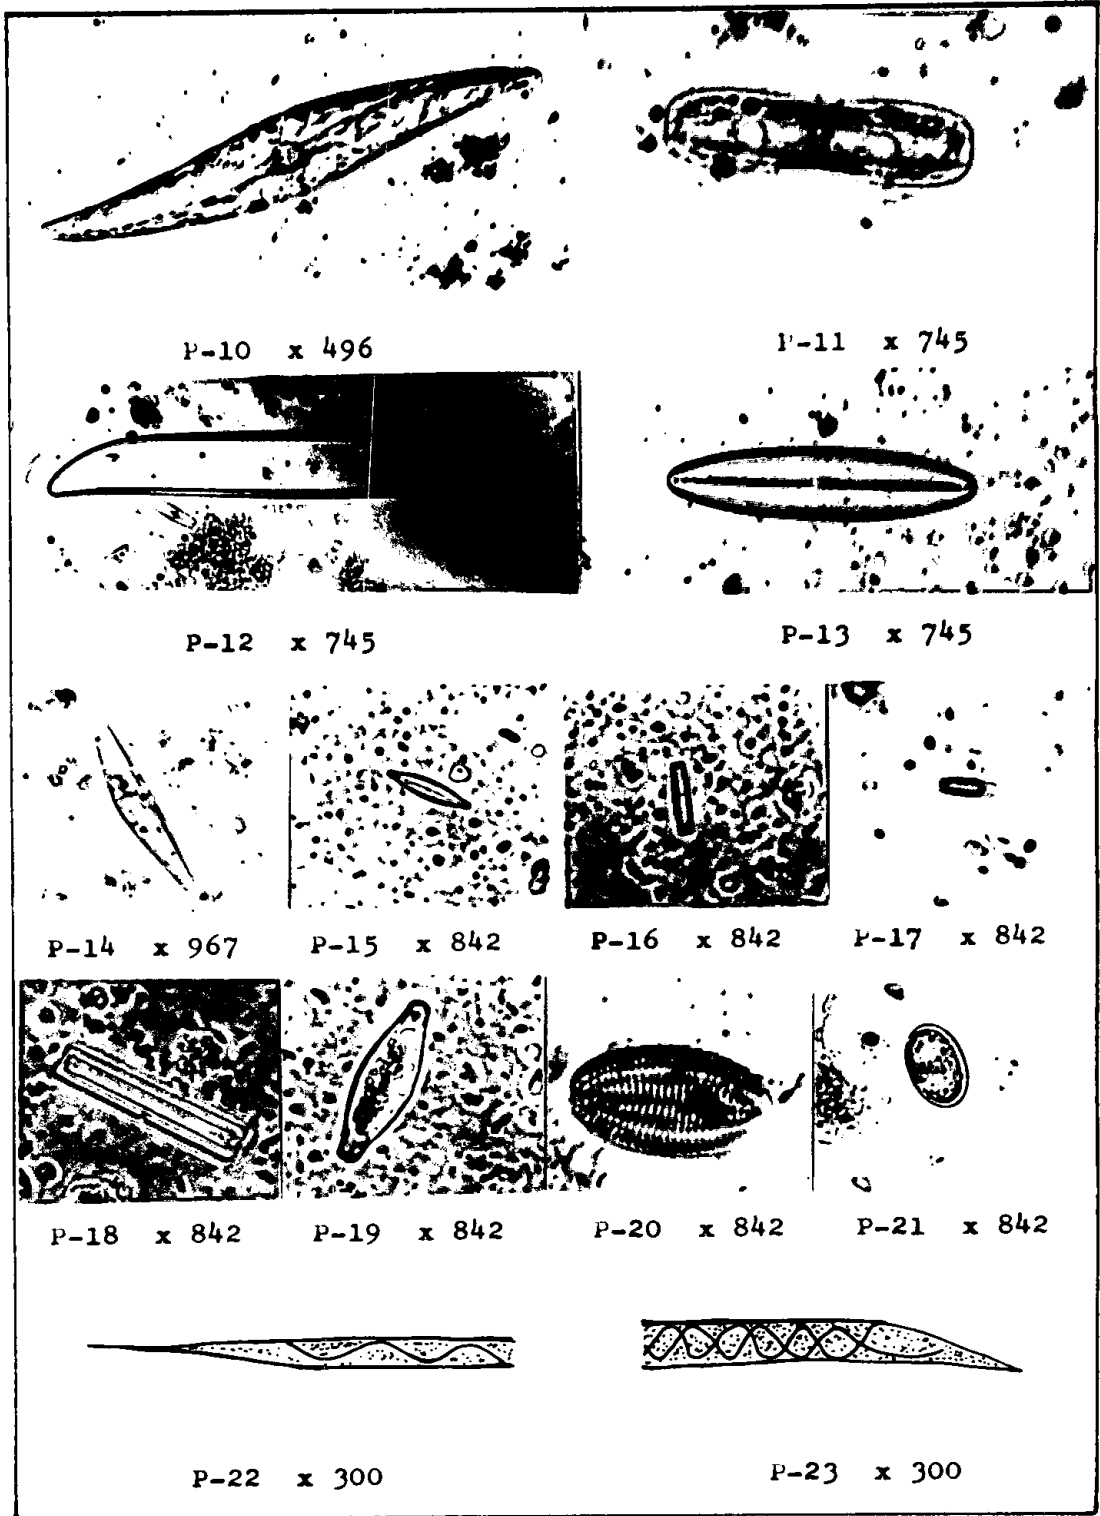 P-10 x 496
P-11 x 745
P-12 x 745
P-13 x 745
P-14 x 967
P-15 x 842
P-16 x 842
P-17 x 842
P-18 x 842
P-19 x 842
P-20 x 842
P-21 x 842
P-22 x 300
P-23 x 300